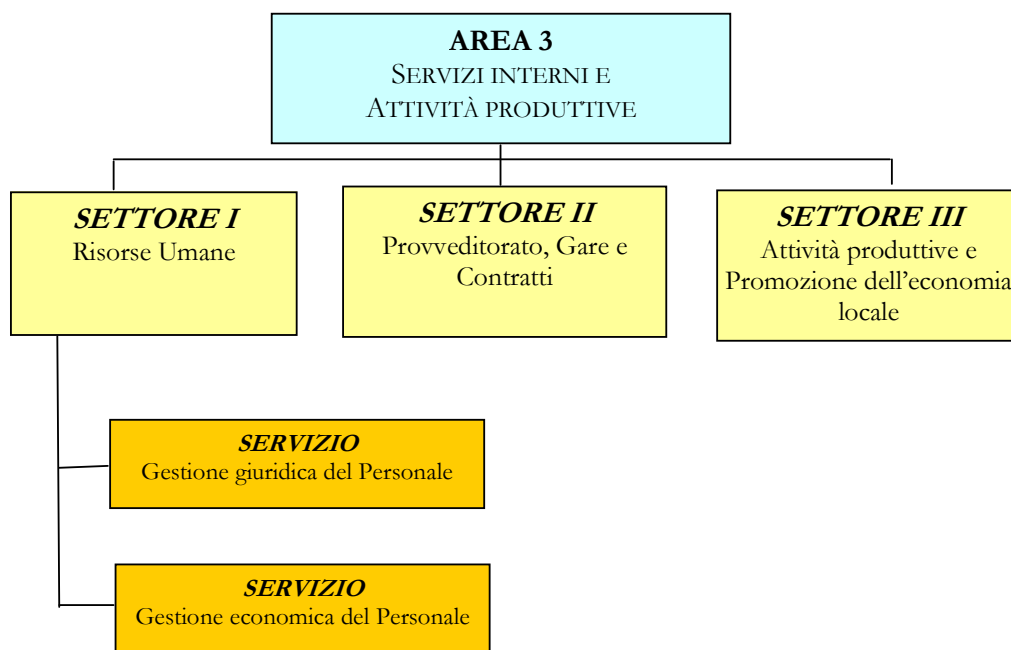 AREA 3
SERVIZI INTERNI E
ATTIVITÀ PRODUTTIVE
SETTORE I
Risorse Umane
SETTORE II
Provveditorato, Gare e
Contratti
SETTORE III
Attività produttive e
Promozione dell'economia
locale
SERVIZIO
Gestione giuridica del Personale
SERVIZIO
Gestione economica del Personale